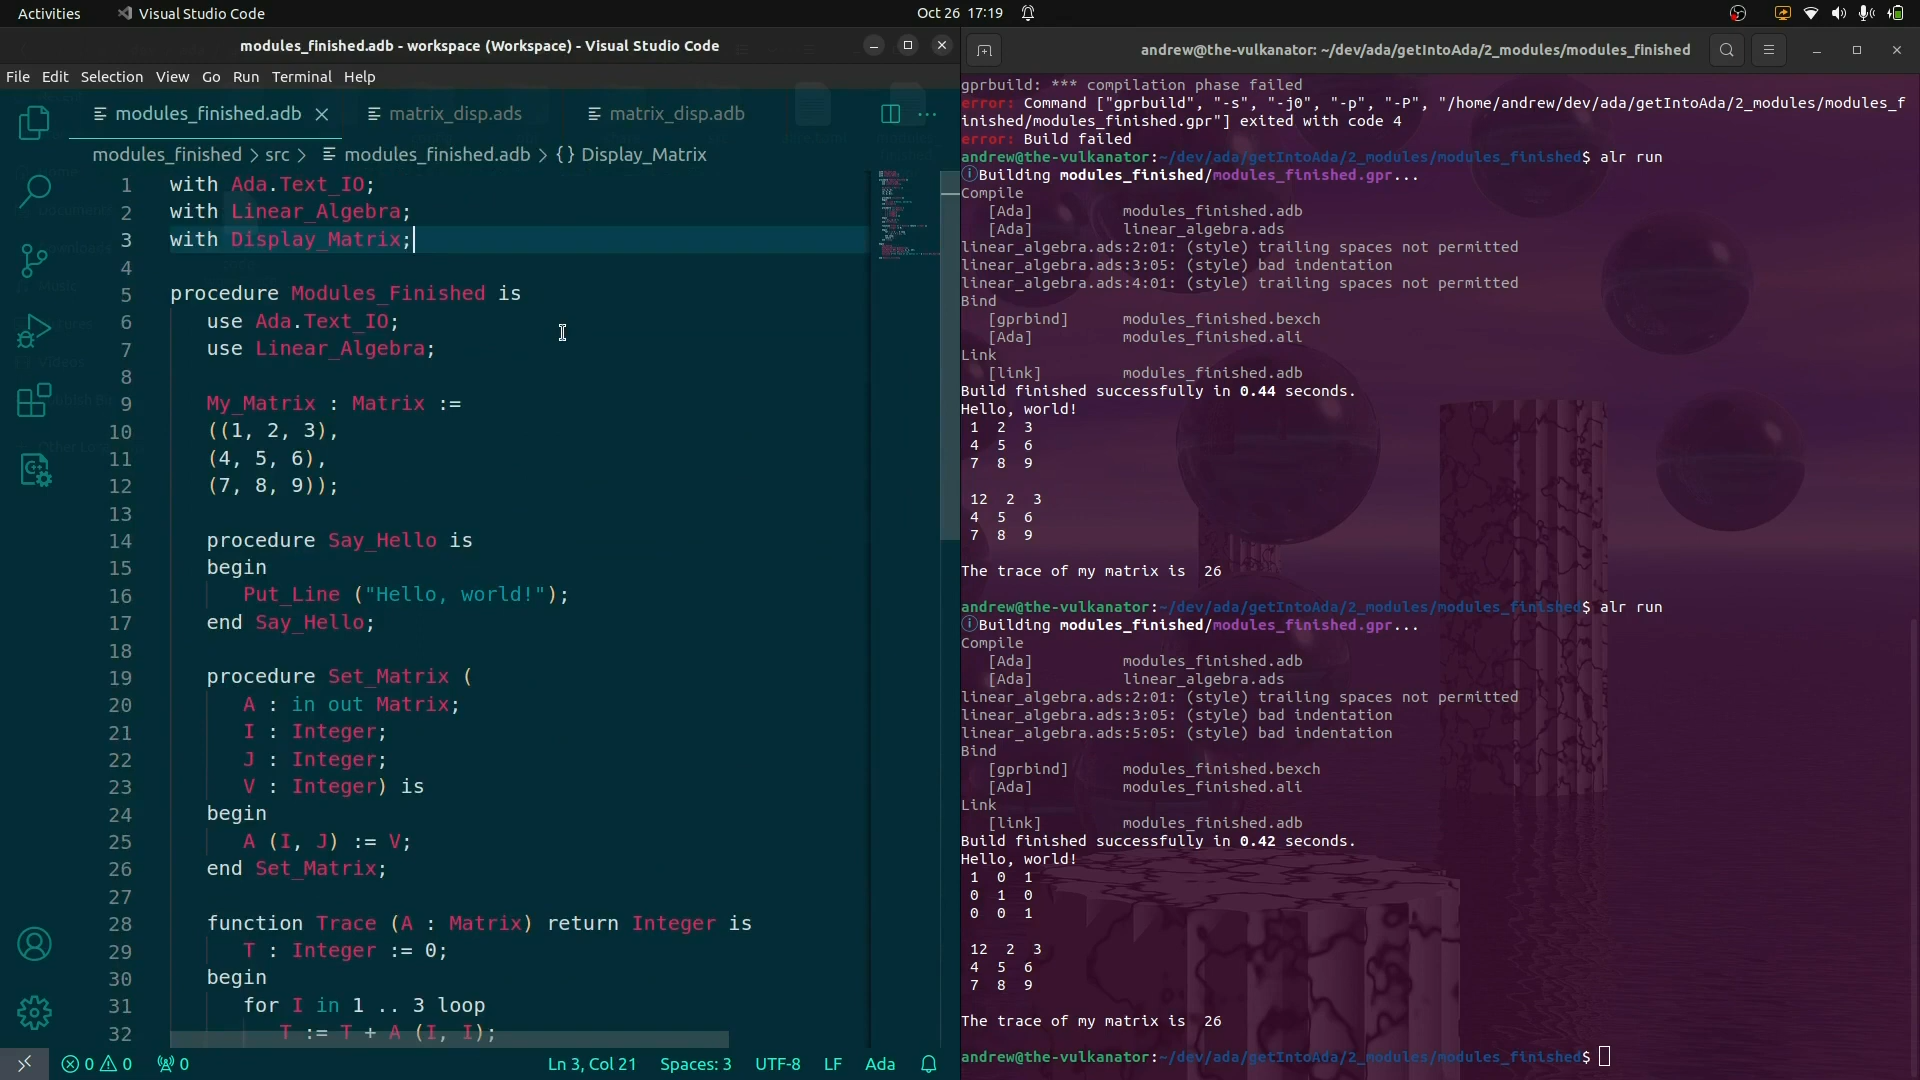 Activities
Visual Studio Code
Oct 26 17:19
modules_finished.adb - workspace (Workspace) - Visual Studio Code
File Edit Selection View Go Run Terminal Help
modules_finished.adb
matrix_disp.ads
matrix_disp.adb
modules_finished > src > modules_finished.adb > {} Display_Matrix
1 with Ada.Text_IO;
2 with Linear_Algebra;
3 with Display_Matrix;
4
5 procedure Modules_Finished is
6 use Ada.Text_IO;
7 use Linear_Algebra;
8
9 My_Matrix : Matrix :=
10 ((1, 2, 3),
11 (4, 5, 6),
12 (7, 8, 9));
13
14 procedure Say_Hello is
15 begin
16 Put_Line ("Hello, world!");
17 end Say_Hello;
18
19 procedure Set_Matrix (
20 A : in out Matrix;
21 I : Integer;
22 J : Integer;
23 V : Integer) is
24 begin
25 A (I, J) := V;
26 end Set_Matrix;
27
28 function Trace (A : Matrix) return Integer is
29 T : Integer := 0;
30 begin
31 for I in 1 .. 3 loop
32 T := T + A (I, I);
0 0 0
Ln 3, Col 21 Spaces: 3 UTF-8 LF Ada
andrew@the-vulkanator: ~/dev/ada/getIntoAda/2_modules/modules_finished
gprbuild: *** compilation phase failed
error: Command ["gprbuild", "-s", "-j0", "-p", "-P", "/home/andrew/dev/ada/getIntoAda/2_modules/modules_f
inished/modules_finished.gpr"] exited with code 4
error: Build failed
andrew@the-vulkanator:~/dev/ada/getIntoAda/2_modules/modules_finished$ alr run
ⓘBuilding modules_finished/modules_finished.gpr...
Compile
[Ada] modules_finished.adb
[Ada] linear_algebra.ads
linear_algebra.ads:2:01: (style) trailing spaces not permitted
linear_algebra.ads:3:05: (style) bad indentation
linear_algebra.ads:4:01: (style) trailing spaces not permitted
Bind
[gprbind] modules_finished.bexch
[Ada] modules_finished.ali
Link
[link] modules_finished.adb
Build finished successfully in 0.44 seconds.
Hello, world!
1 2 3
4 5 6
7 8 9
12 2 3
4 5 6
7 8 9
The trace of my matrix is 26
andrew@the-vulkanator:~/dev/ada/getIntoAda/2_modules/modules_finished$ alr run
ⓘBuilding modules_finished/modules_finished.gpr...
Compile
[Ada] modules_finished.adb
[Ada] linear_algebra.ads
linear_algebra.ads:2:01: (style) trailing spaces not permitted
linear_algebra.ads:3:05: (style) bad indentation
linear_algebra.ads:5:05: (style) bad indentation
Bind
[gprbind] modules_finished.bexch
[Ada] modules_finished.ali
Link
[link] modules_finished.adb
Build finished successfully in 0.42 seconds.
Hello, world!
1 0 1
0 1 0
0 0 1
12 2 3
4 5 6
7 8 9
The trace of my matrix is 26
andrew@the-vulkanator:~/dev/ada/getIntoAda/2_modules/modules_finished$